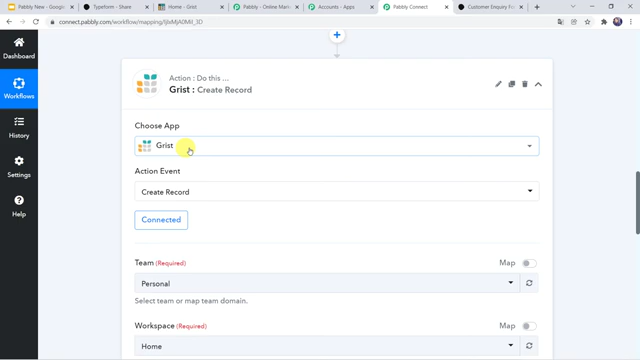 Pabbly New - Google
Typeform - Share
Home - Grist
Pabbly - Online Mark
Accounts - Apps
Pabbly Connect
Customer Enquiry Fo
connect.pabbly.com/workflow/mapping/
Dashboard
Workflows
History
Settings
Help
Action : Do this ...
Grist : Create Record
Choose App
Grist
Action Event
Create Record
Connected
Team (Required)
Map
Personal
Select team or map team domain.
Workspace (Required)
Map
Home